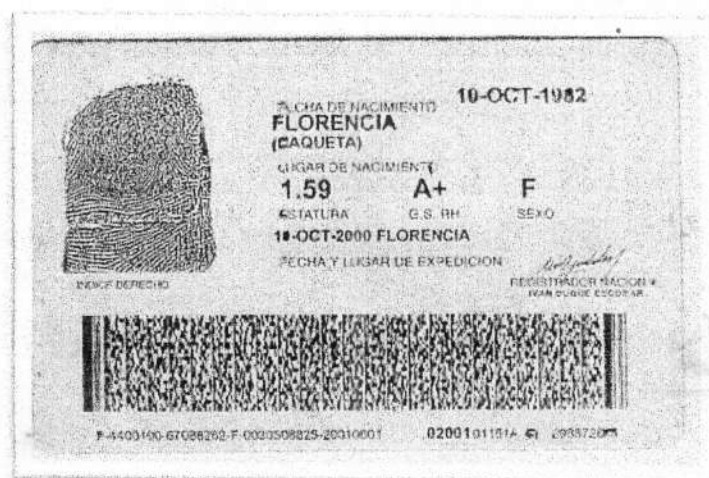 FECHA DE NACIMIENTO 10-OCT-1982
FLORENCIA
(CAQUETA)
LUGAR DE NACIMIENTO
1.59 A+ F
ESTATURA G.S. RH SEXO
18-OCT-2000 FLORENCIA
FECHA Y LUGAR DE EXPEDICION
INDICE DERECHO
REGISTRADOR NACIONAL
IVAN DUQUE ESCOBAR